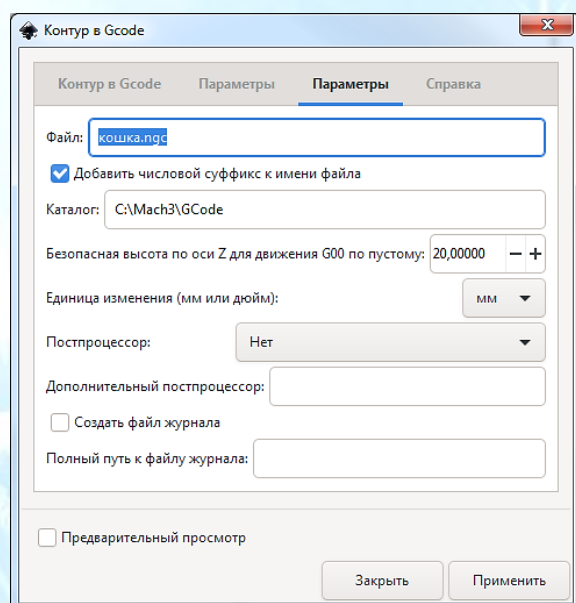 Контур в Gcode
Контур в Gcode Параметры Параметры Справка
Файл: кошка.ngc
Добавить числовой суффикс к имени файла
Каталог: C:\Mach3\GCode
Безопасная высота по оси Z для движения G00 по пустому: 20,00000
Единица изменения (мм или дюйм): мм
Постпроцессор: Нет
Дополнительный постпроцессор:
Создать файл журнала
Полный путь к файлу журнала:
Предварительный просмотр
Закрыть Применить